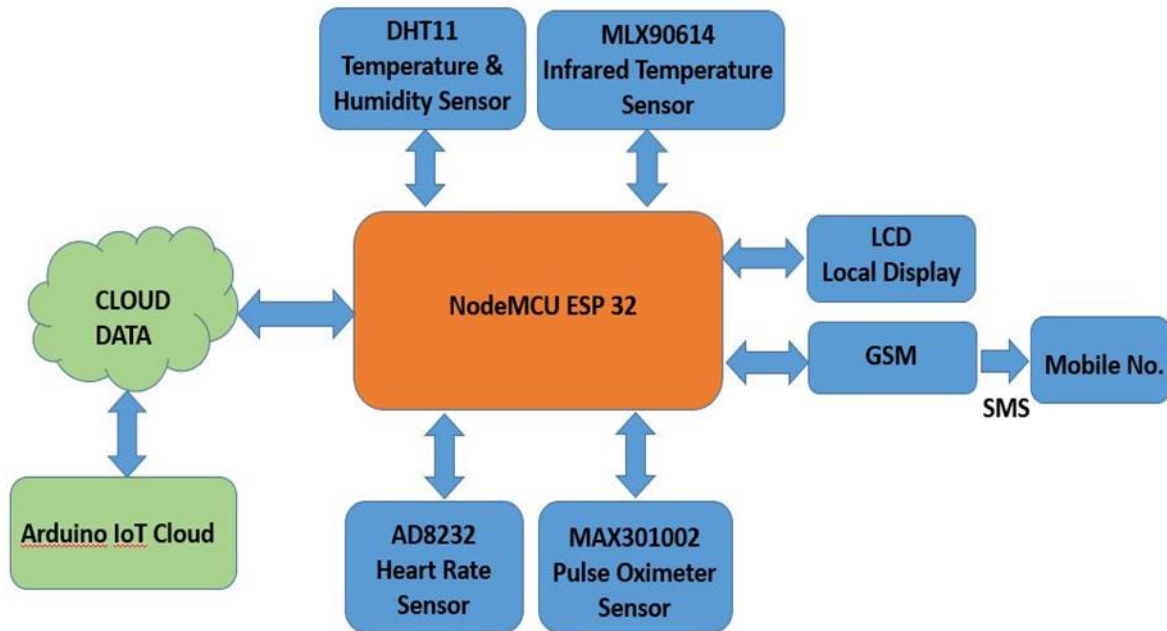 DHT11
Temperature &
Humidity Sensor
MLX90614
Infrared Temperature
Sensor
CLOUD
DATA
NodeMCU ESP 32
LCD
Local Display
GSM
SMS
Mobile No.
Arduino IoT Cloud
AD8232
Heart Rate
Sensor
MAX301002
Pulse Oximeter
Sensor